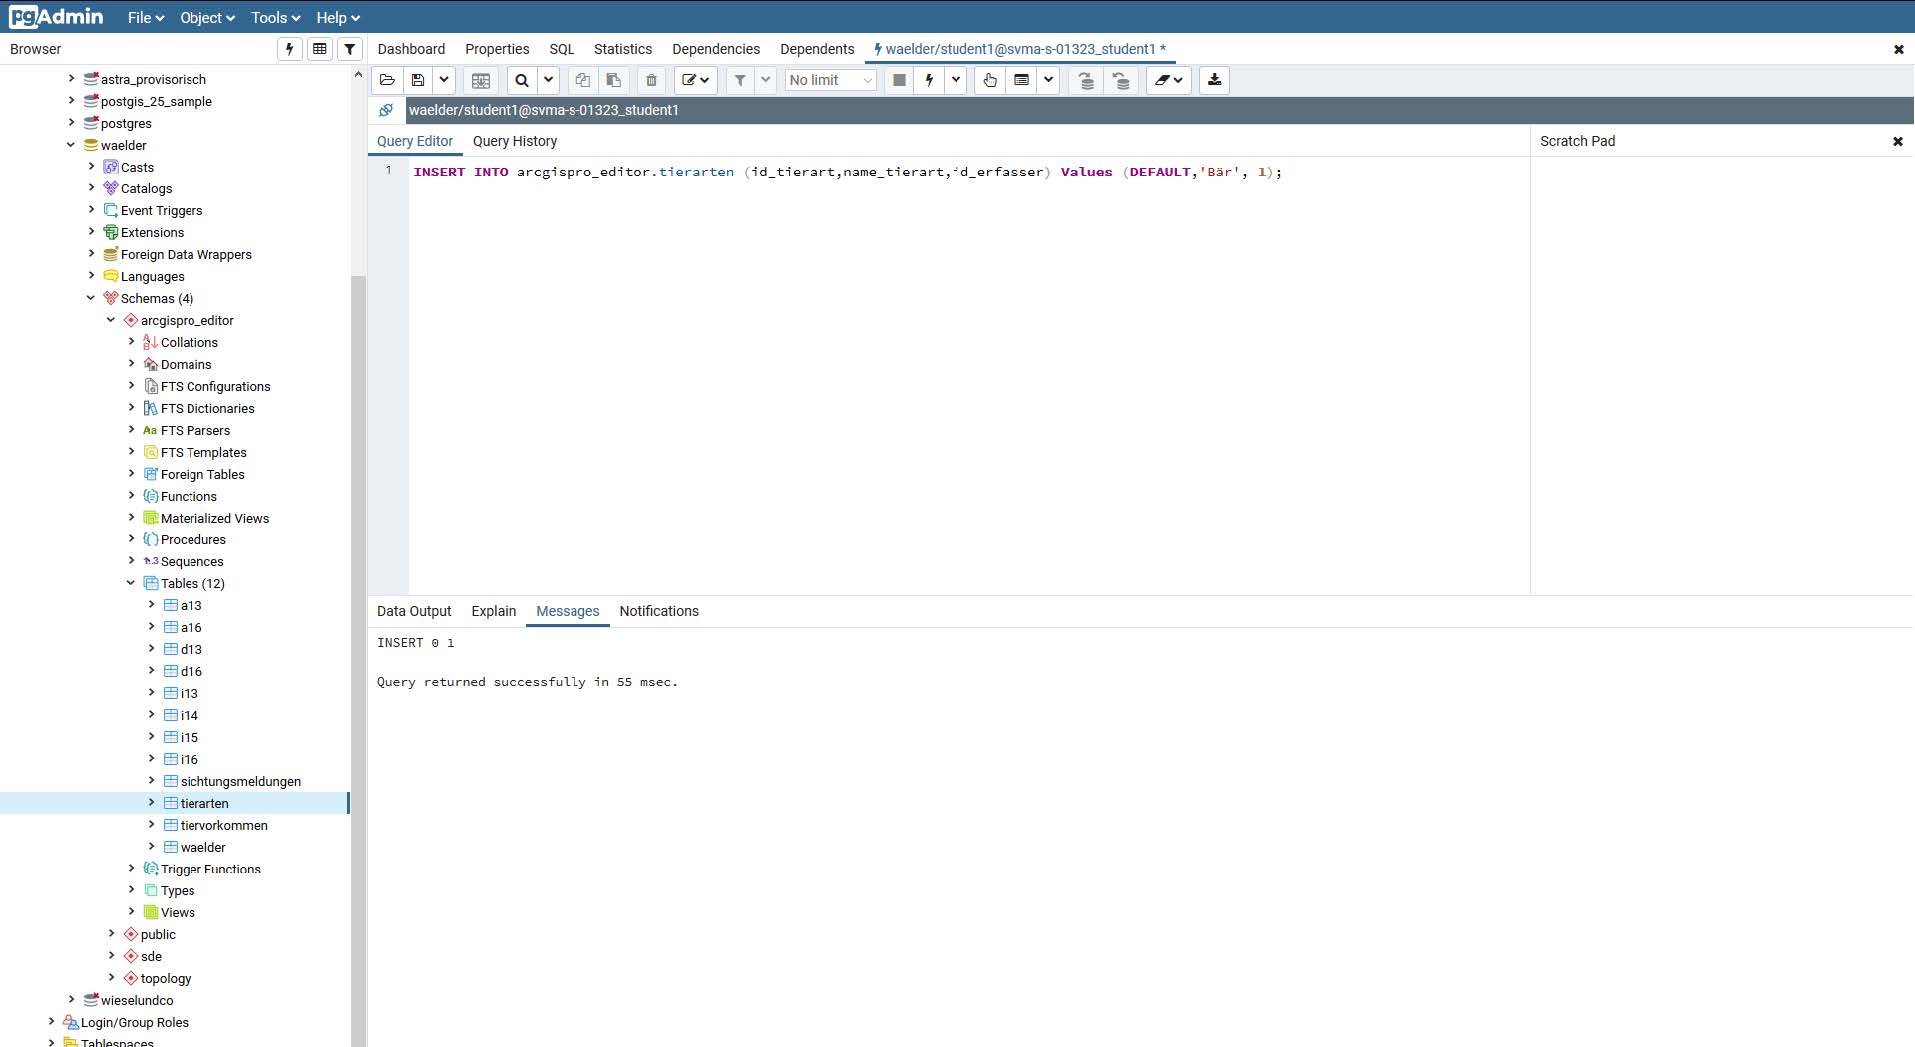 pgAdmin File Object Tools Help
Browser
Dashboard Properties SQL Statistics Dependencies Dependents waelder/student1@svma-s-01323_student1 *
No limit
waelder/student1@svma-s-01323_student1
Query Editor Query History
Scratch Pad
1 INSERT INTO arcgispro_editor.tierarten (id_tierart,name_tierart,id_erfasser) Values (DEFAULT,'Bär', 1);
astra_provisorisch
postgis_25_sample
postgres
waelder
Casts
Catalogs
Event Triggers
Extensions
Foreign Data Wrappers
Languages
Schemas (4)
arcgispro_editor
Collations
Domains
FTS Configurations
FTS Dictionaries
Aa FTS Parsers
FTS Templates
Foreign Tables
Functions
Materialized Views
Procedures
1..3 Sequences
Tables (12)
a13
a16
d13
d16
i13
i14
i15
i16
sichtungsmeldungen
tierarten
tiervorkommen
waelder
Trigger Functions
Types
Views
public
sde
topology
wieselundco
Login/Group Roles
Tablespaces
Data Output Explain Messages Notifications
INSERT 0 1
Query returned successfully in 55 msec.